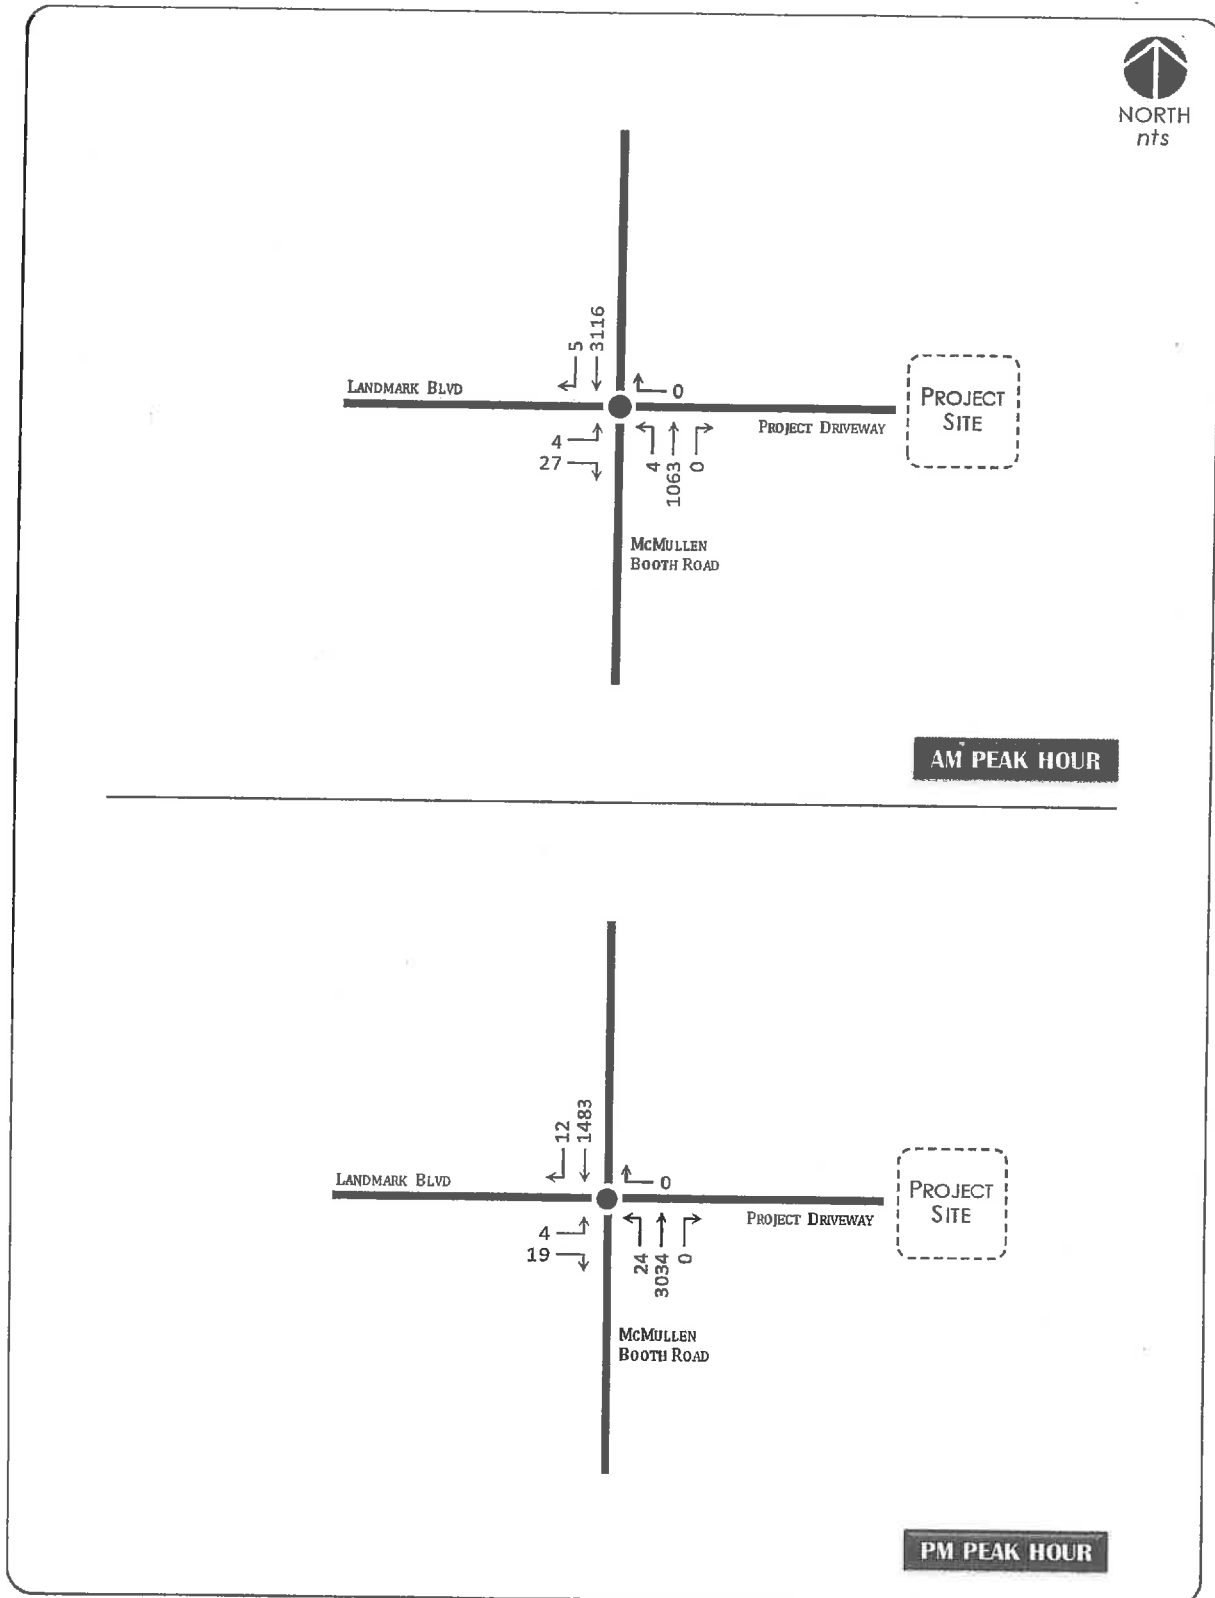 NORTH
nts
5
3116
LANDMARK BLVD
0
PROJECT
SITE
PROJECT DRIVEWAY
4
27
4
1063
0
MCMULLEN
BOOTH ROAD
AM PEAK HOUR
12
1483
LANDMARK BLVD
0
PROJECT
SITE
PROJECT DRIVEWAY
4
19
24
3034
0
MCMULLEN
BOOTH ROAD
PM PEAK HOUR